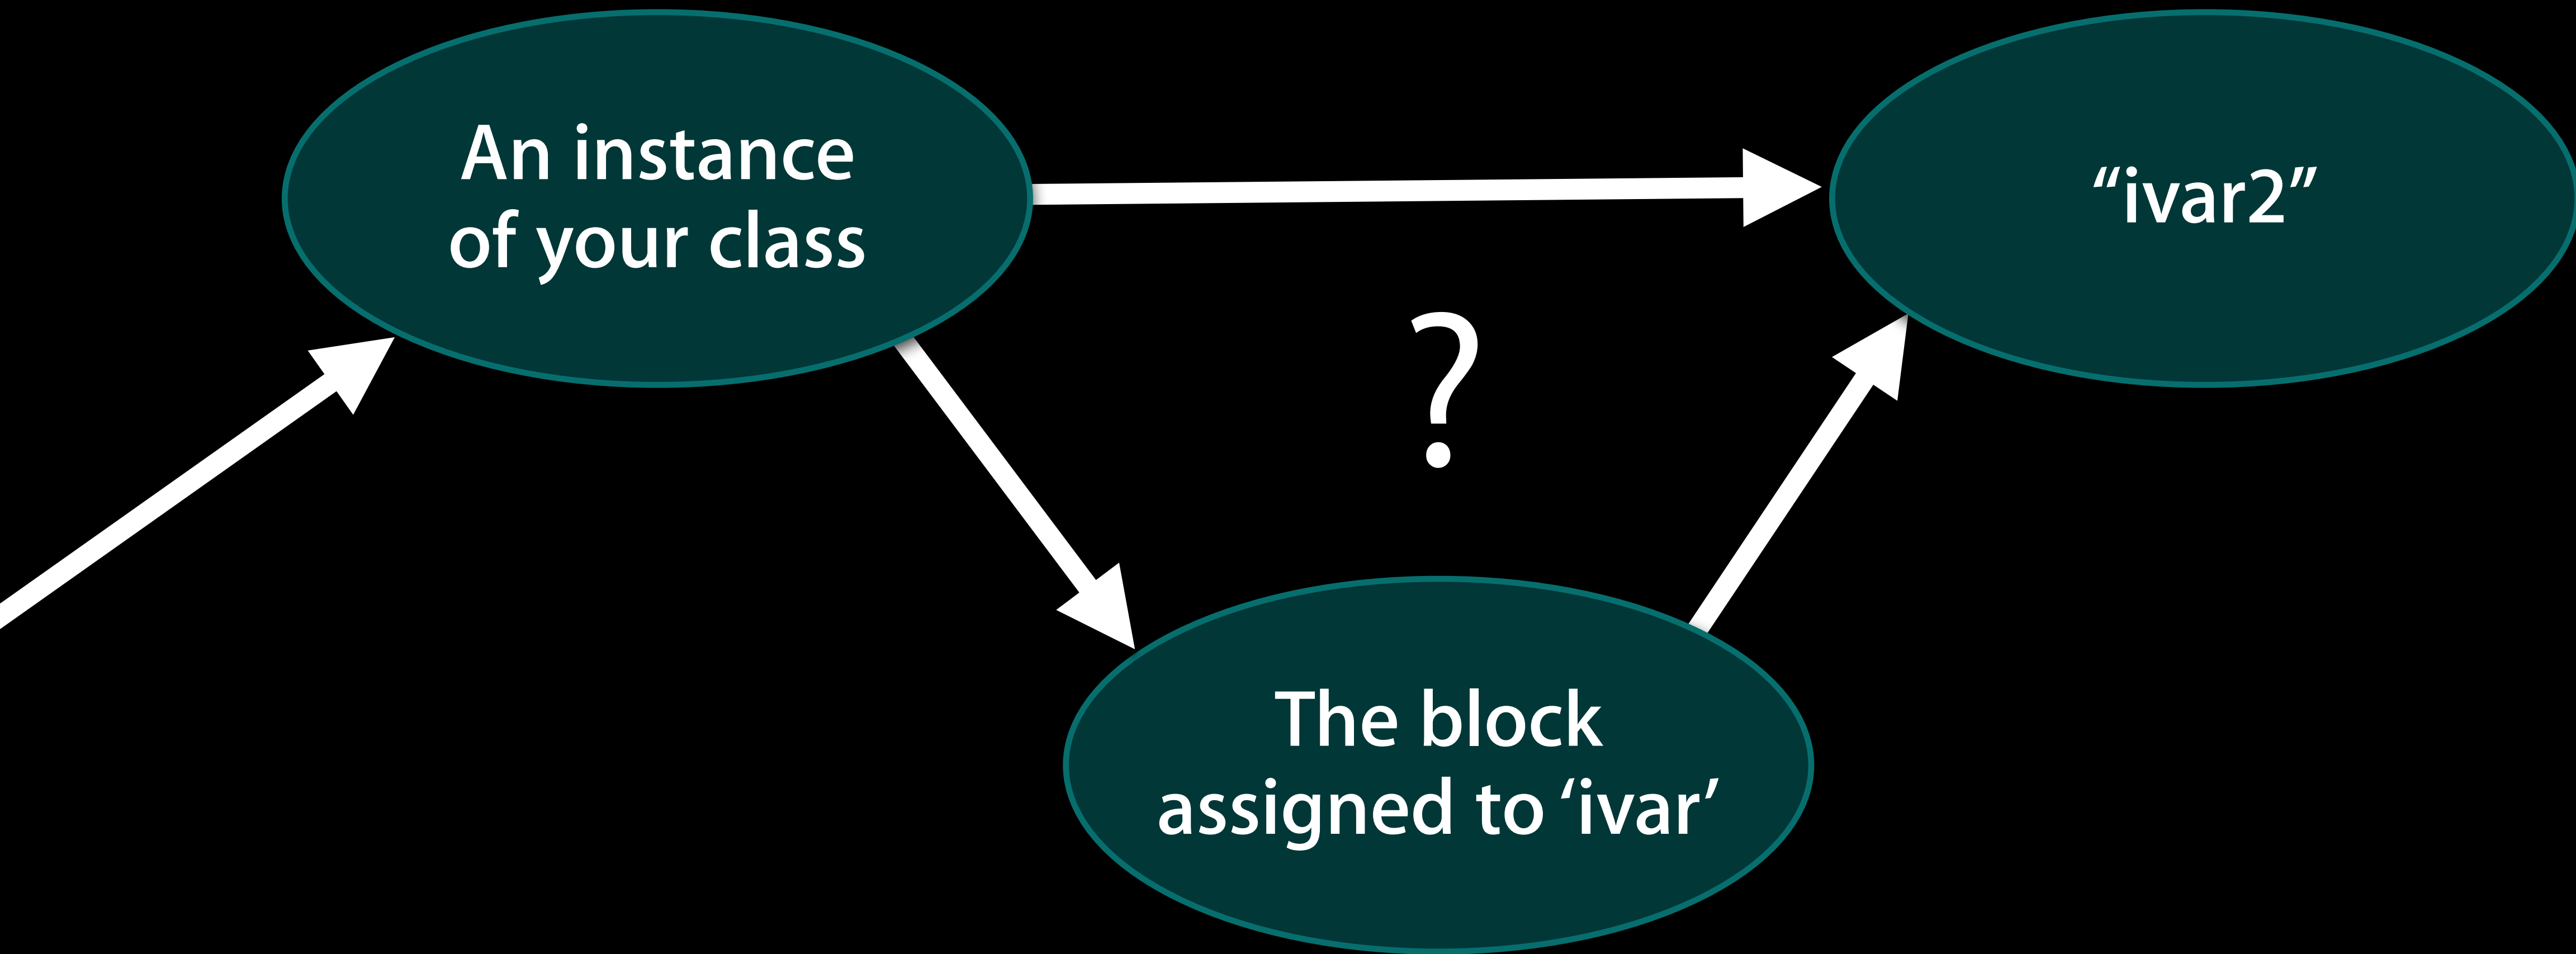 An instance
of your class
“ivar2”
?
The block
assigned to ‘ivar’